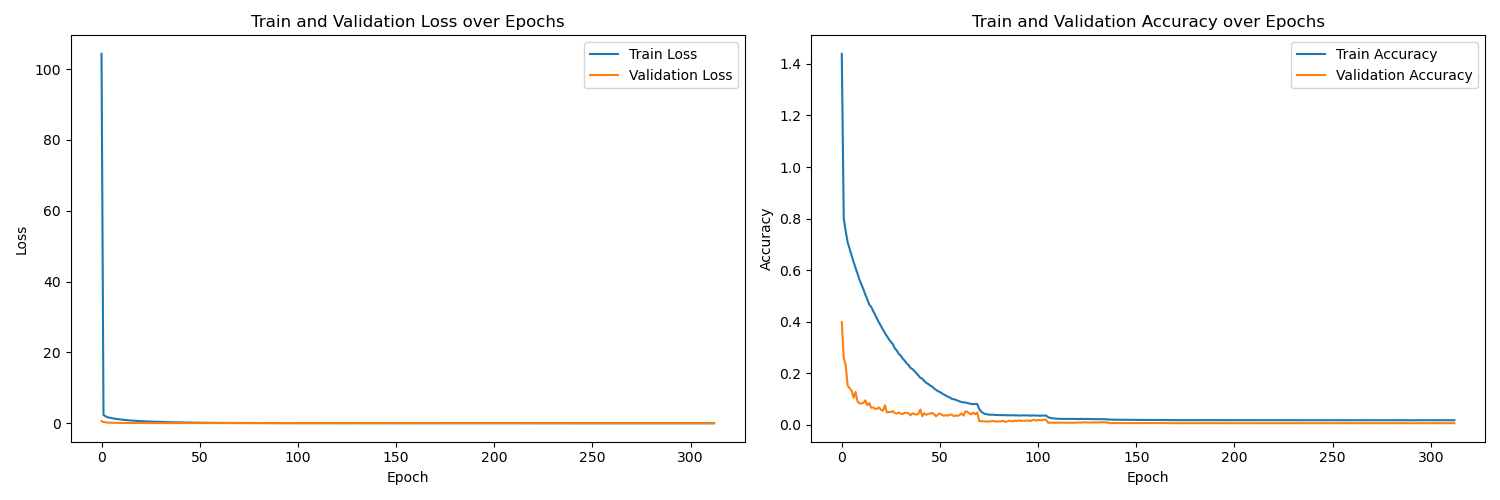 Train and Validation Loss over Epochs
Train Loss
Validation Loss
100
80
60
40
20
0
Loss
0 50 100 150 200 250 300
Epoch
Train and Validation Accuracy over Epochs
Train Accuracy
Validation Accuracy
1.4
1.2
1.0
0.8
0.6
0.4
0.2
0.0
Accuracy
0 50 100 150 200 250 300
Epoch